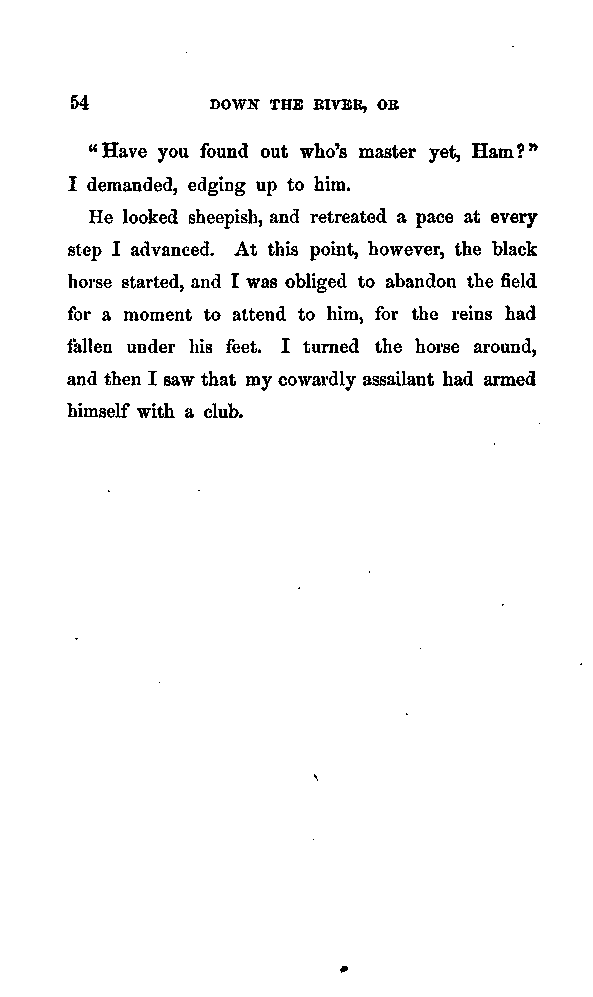 54 DOWN THE RIVER, OR
"Have you found out who's master yet, Ham?"
I demanded, edging up to him.
He looked sheepish, and retreated a pace at every
step I advanced. At this point, however, the black
horse started, and I was obliged to abandon the field
for a moment to attend to him, for the reins had
fallen under his feet. I turned the horse around,
and then I saw that my cowardly assailant had armed
himself with a club.